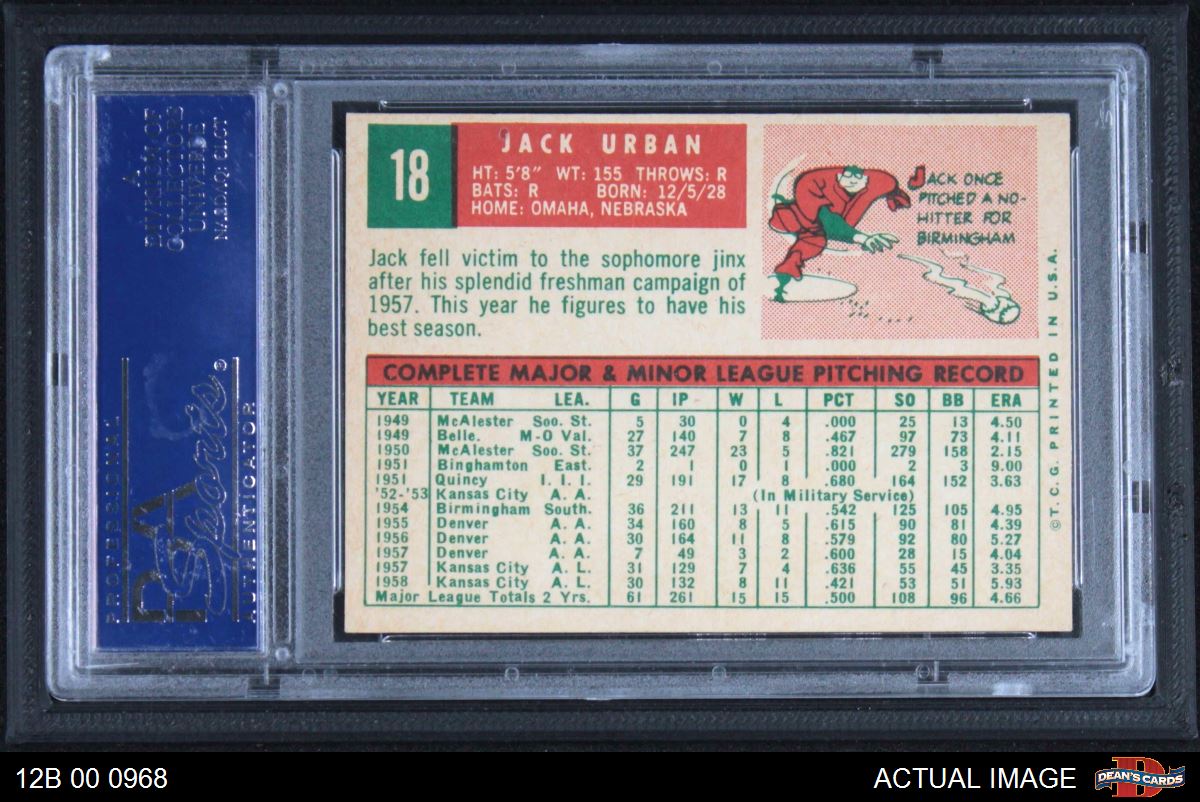 A
DIVISION OF
COLLECTORS
UNIVERSE
NASDAQ: CLCT
PROFESSIONAL
PSA
Sports ®
AUTHENTICATOR
18
JACK URBAN
HT: 5'8" WT: 155 THROWS: R
BATS: R BORN: 12/5/28
HOME: OMAHA, NEBRASKA
JACK ONCE
PITCHED A NO-
HITTER FOR
BIRMINGHAM
Jack fell victim to the sophomore jinx
after his splendid freshman campaign of
1957. This year he figures to have his
best season.
COMPLETE MAJOR & MINOR LEAGUE PITCHING RECORD
YEAR TEAM LEA. G IP W L PCT SO BB ERA
1949 McAlester Soo. St. 5 30 0 4 .000 25 13 4.50
1949 Belle. M-O Val. 27 140 7 8 .467 97 73 4.11
1950 McAlester Soo. St. 37 247 23 5 .821 279 158 2.15
1951 Binghamton East. 2 1 0 1 .000 2 3 9.00
1951 Quincy I. I. I. 29 191 17 8 .680 164 152 3.63
'52-'53 Kansas City A. A. (In Military Service)
1954 Birmingham South. 36 211 13 11 .542 125 105 4.95
1955 Denver A. A. 34 160 8 5 .615 90 81 4.39
1956 Denver A. A. 30 164 11 8 .579 92 80 5.27
1957 Denver A. A. 7 49 3 2 .600 28 15 4.04
1957 Kansas City A. L. 31 129 7 4 .636 55 45 3.35
1958 Kansas City A. L. 30 132 8 11 .421 53 51 5.93
Major League Totals 2 Yrs. 61 261 15 15 .500 108 96 4.66
© T. C. G. PRINTED IN U.S.A.
12B 00 0968
ACTUAL IMAGE
DEAN'S CARDS